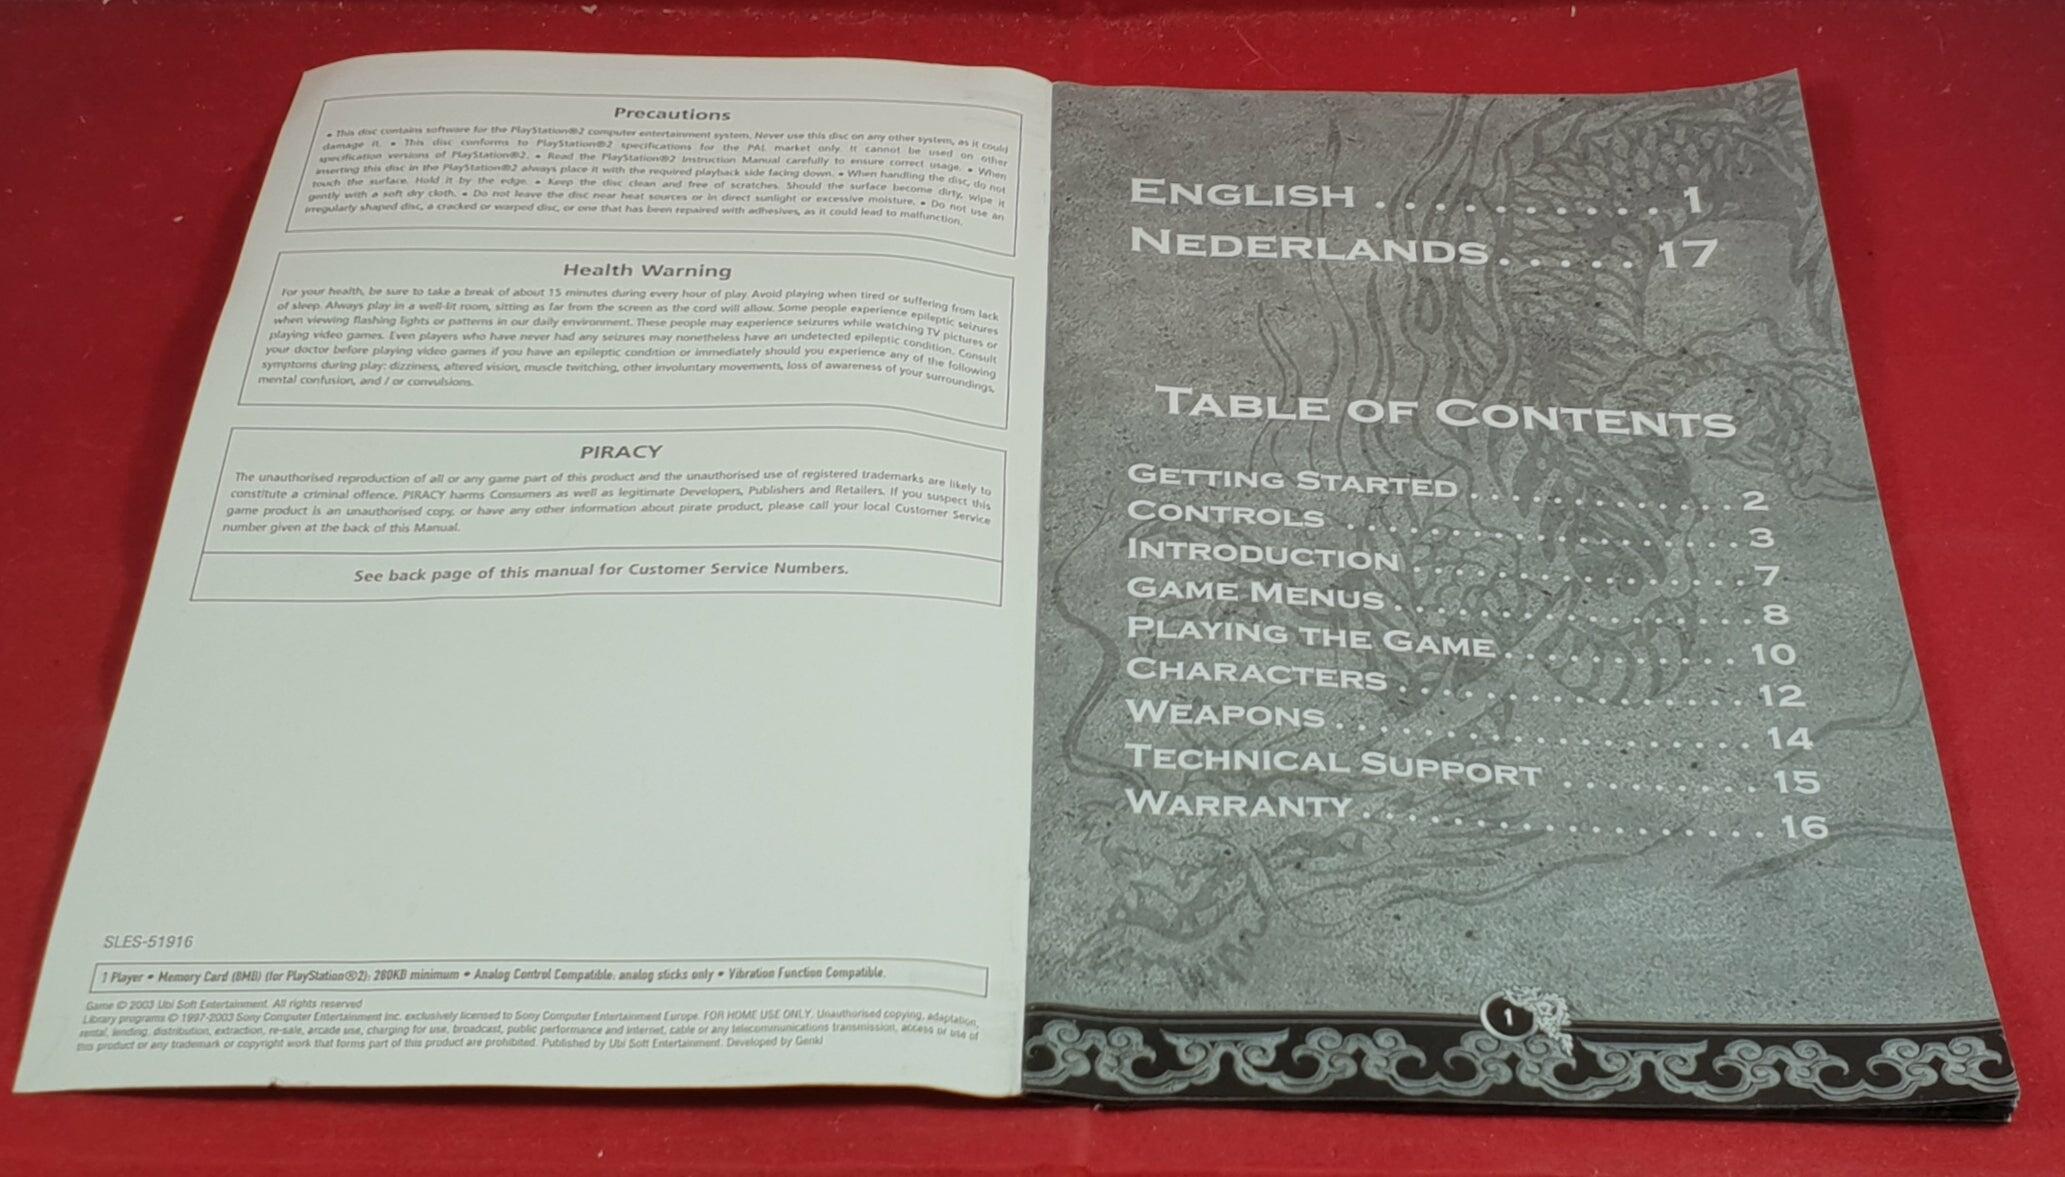 Precautions
• This disc contains software for the PlayStation®2 computer entertainment system. Never use this disc on any other system, as it could
damage it. • This disc conforms to PlayStation®2 specifications for the PAL market only. It cannot be used on other
specification versions of PlayStation®2. • Read the PlayStation®2 Instruction Manual carefully to ensure correct usage. • When
inserting this disc in the PlayStation®2 always place it with the required playback side facing down. • When handling the disc, do not
touch the surface. Hold it by the edge. • Keep the disc clean and free of scratches. Should the surface become dirty, wipe it
gently with a soft dry cloth. • Do not leave the disc near heat sources or in direct sunlight or excessive moisture. • Do not use an
irregularly shaped disc, a cracked or warped disc, or one that has been repaired with adhesives, as it could lead to malfunction.
Health Warning
For your health, be sure to take a break of about 15 minutes during every hour of play. Avoid playing when tired or suffering from lack
of sleep. Always play in a well-lit room, sitting as far from the screen as the cord will allow. Some people experience epileptic seizures
when viewing flashing lights or patterns in our daily environment. These people may experience seizures while watching TV pictures or
playing video games. Even players who have never had any seizures may nonetheless have an undetected epileptic condition. Consult
your doctor before playing video games if you have an epileptic condition or immediately should you experience any of the following
symptoms during play: dizziness, altered vision, muscle twitching, other involuntary movements, loss of awareness of your surroundings,
mental confusion, and / or convulsions.
PIRACY
The unauthorised reproduction of all or any game part of this product and the unauthorised use of registered trademarks are likely to
constitute a criminal offence. PIRACY harms Consumers as well as legitimate Developers, Publishers and Retailers. If you suspect this
game product is an unauthorised copy, or have any other information about pirate product, please call your local Customer Service
number given at the back of this Manual.
See back page of this manual for Customer Service Numbers.
SLES-51916
1 Player • Memory Card (8MB) (for PlayStation®2): 280KB minimum • Analog Control Compatible: analog sticks only • Vibration Function Compatible.
Game © 2003 Ubi Soft Entertainment. All rights reserved
Library programs © 1997-2003 Sony Computer Entertainment Inc. exclusively licensed to Sony Computer Entertainment Europe. FOR HOME USE ONLY. Unauthorised copying, adaptation,
rental, lending, distribution, extraction, re-sale, arcade use, charging for use, broadcast, public performance and internet, cable or any telecommunications transmission, access or use of
this product or any trademark or copyright work that forms part of this product are prohibited. Published by Ubi Soft Entertainment. Developed by Genki
ENGLISH . . . . . . . . . . . 1
NEDERLANDS . . . . . 17
TABLE OF CONTENTS
GETTING STARTED . . . . . . . . . . . . . 2
CONTROLS . . . . . . . . . . . . . . . . . . . 3
INTRODUCTION . . . . . . . . . . . . . . . . 7
GAME MENUS . . . . . . . . . . . . . . . . . 8
PLAYING THE GAME . . . . . . . . . . . 10
CHARACTERS . . . . . . . . . . . . . . . . 12
WEAPONS . . . . . . . . . . . . . . . . . . . 14
TECHNICAL SUPPORT . . . . . . . . . 15
WARRANTY . . . . . . . . . . . . . . . . . . 16
1